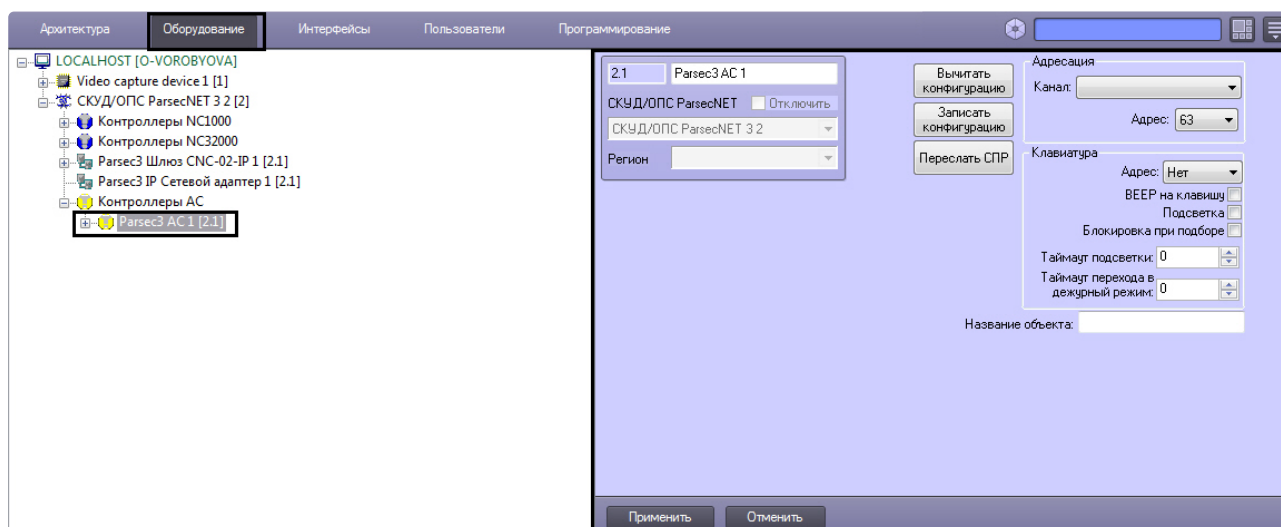 Архитектура Оборудование Интерфейсы Пользователи Программирование
LOCALHOST [O-VOROBYOVA]
Video capture device 1 [1]
СКУД/ОПС ParsecNET 3 2 [2]
Контроллеры NC1000
Контроллеры NC32000
Parsec3 Шлюз CNC-02-IP 1 [2.1]
Parsec3 IP Сетевой адаптер 1 [2.1]
Контроллеры AC
Parsec3 AC 1 [2.1]
2.1 Parsec3 AC 1
СКУД/ОПС ParsecNET Отключить
СКУД/ОПС ParsecNET 3 2
Регион
Вычитать
конфигурацию
Записать
конфигурацию
Переслать СПР
Адресация
Канал:
Адрес: 63
Клавиатура
Адрес: Нет
BEEP на клавишу
Подсветка
Блокировка при подборе
Таймаут подсветки: 0
Таймаут перехода в
дежурный режим: 0
Название объекта:
Применить Отменить